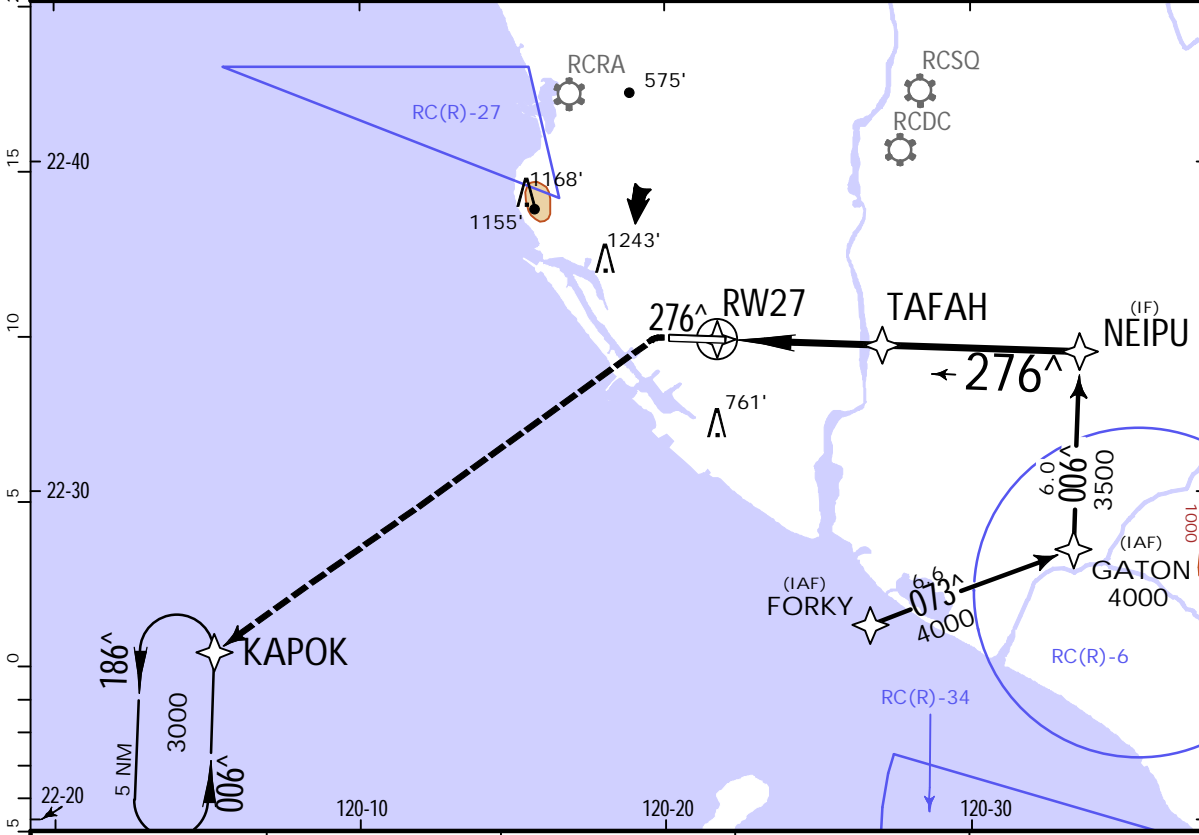 RCRA
575'
RCSQ
RC(R)-27
RCDC
15
22-40
1168'
1155'
1243'
276^
RW27
TAFAH
(IF)
NEIPU
10
276^
761'
6.0
006^
3500
5
22-30
1000
(IAF)
GATON
4000
(IAF)
FORKY
6.6
073^
4000
KAPOK
0
186^
3000
RC(R)-6
RC(R)-34
5 NM
006^
22-20
120-10
120-20
120-30
5